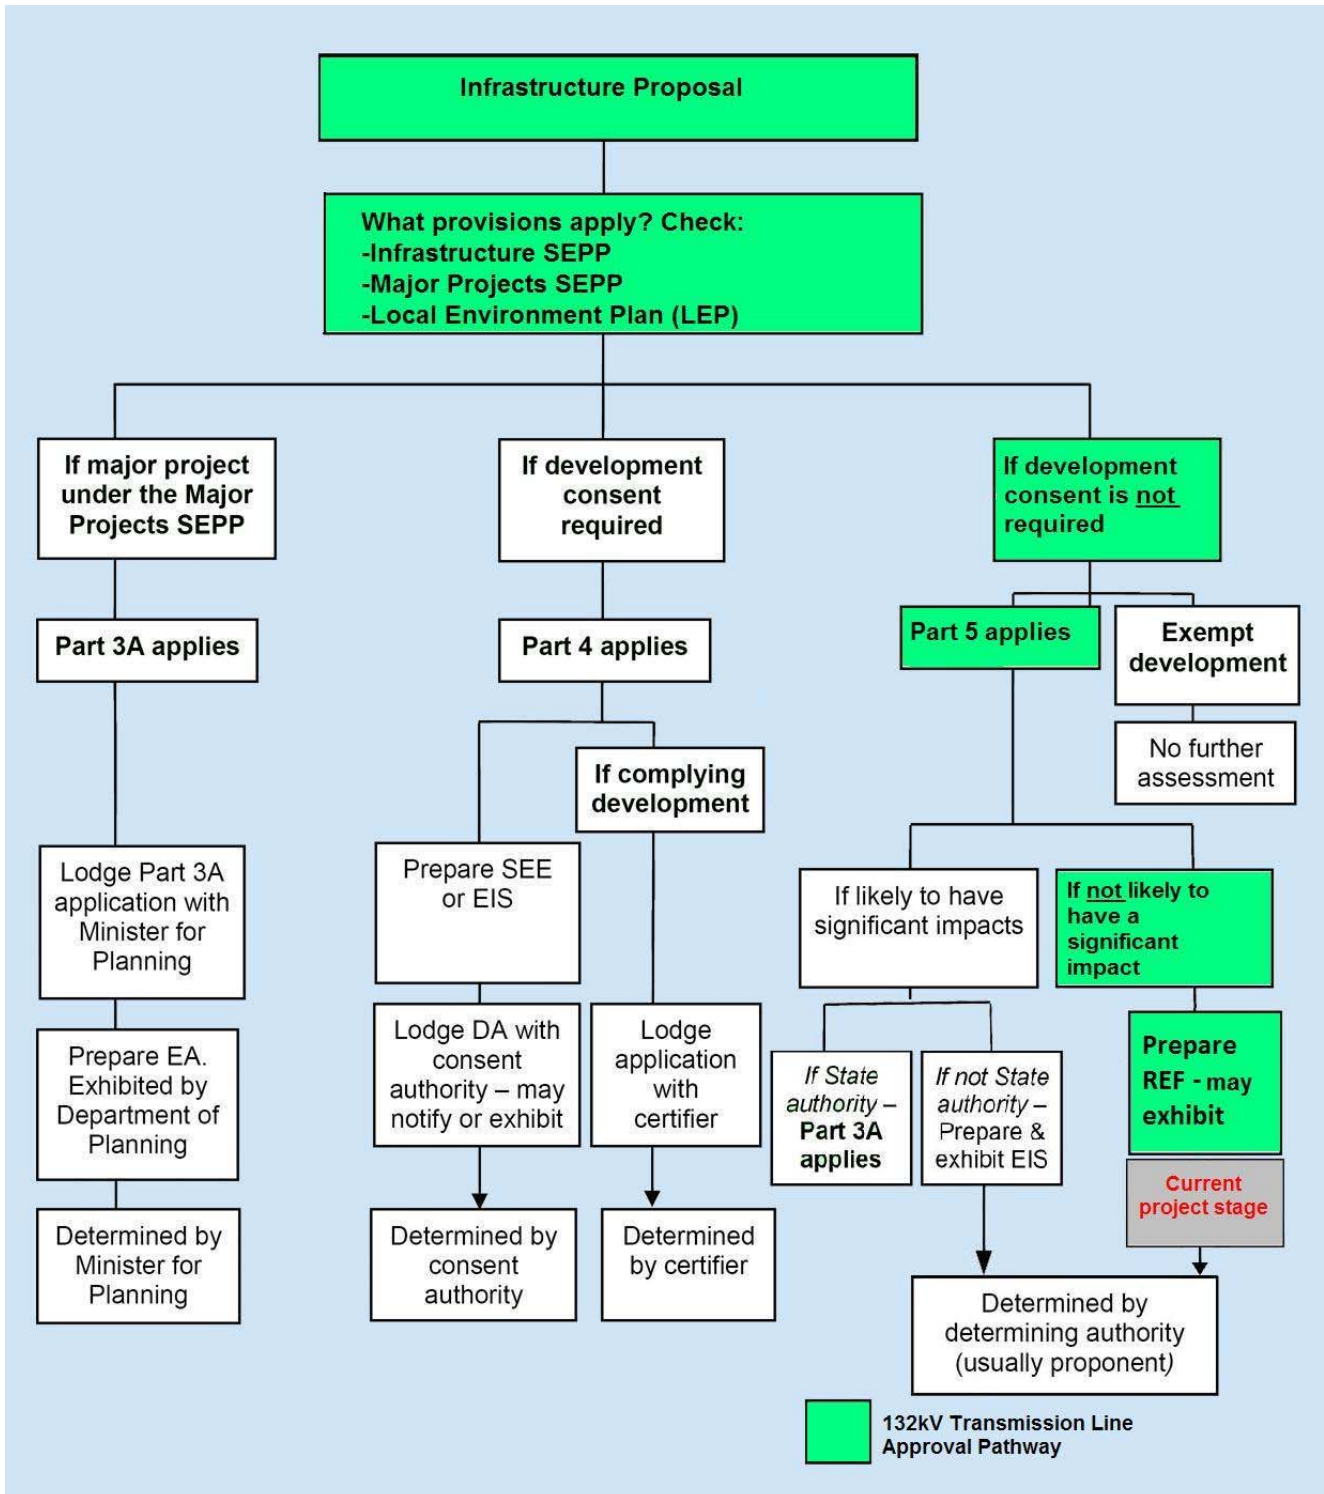 Infrastructure Proposal
What provisions apply? Check:
-Infrastructure SEPP
-Major Projects SEPP
-Local Environment Plan (LEP)
If major project
under the Major
Projects SEPP
If development
consent
required
If development
consent is not
required
Part 3A applies
Part 4 applies
Part 5 applies
Exempt
development
No further
assessment
If complying
development
Lodge Part 3A
application with
Minister for
Planning
Prepare SEE
or EIS
If likely to have
significant impacts
If not likely to
have a
significant
impact
Prepare EA.
Exhibited by
Department of
Planning
Lodge DA with
consent
authority – may
notify or exhibit
Lodge
application
with
certifier
If State
authority –
Part 3A
applies
If not State
authority –
Prepare &
exhibit EIS
Prepare
REF - may
exhibit
Current
project stage
Determined by
Minister for
Planning
Determined by
consent
authority
Determined
by certifier
Determined by
determining authority
(usually proponent)
132kV Transmission Line
Approval Pathway